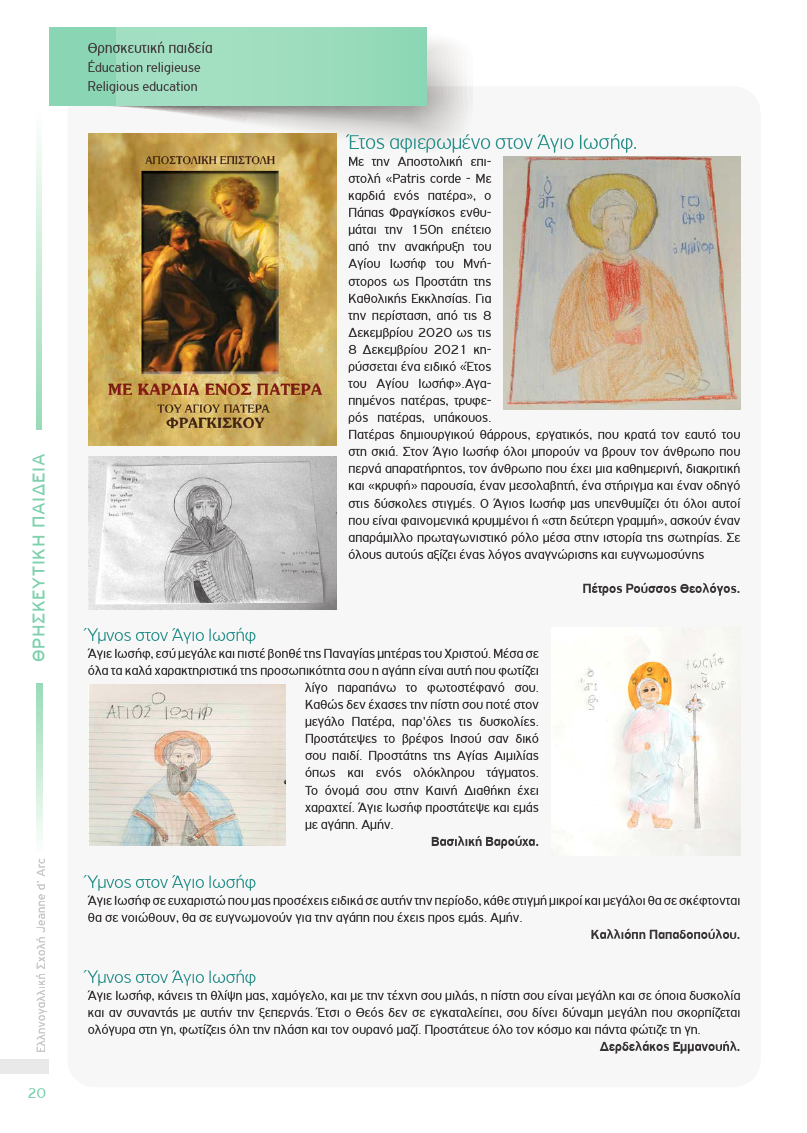 Θρησκευτική παιδεία
Éducation religieuse
Religious education
ΑΠΟΣΤΟΛΙΚΗ ΕΠΙΣΤΟΛΗ
ΜΕ ΚΑΡΔΙΑ ΕΝΟΣ ΠΑΤΕΡΑ
ΤΟΥ ΑΓΙΟΥ ΠΑΤΕΡΑ
ΦΡΑΓΚΙΣΚΟΥ
Έτος αφιερωμένο στον Άγιο Ιωσήφ.
Με την Αποστολική επι-
στολή «Patris corde - Με
καρδιά ενός πατέρα», ο
Πάπας Φραγκίσκος ενθυ-
μάται την 150η επέτειο
από την ανακήρυξη του
Αγίου Ιωσήφ του Μνή-
στορος ως Προστάτη της
Καθολικής Εκκλησίας. Για
την περίσταση, από τις 8
Δεκεμβρίου 2020 ως τις
8 Δεκεμβρίου 2021 κη-
ρύσσεται ένα ειδικό «Έτος
του Αγίου Ιωσήφ».Αγα-
πημένος πατέρας, τρυφε-
ρός πατέρας, υπάκουος.
Πατέρας δημιουργικού θάρρους, εργατικός, που κρατά τον εαυτό του
στη σκιά. Στον Άγιο Ιωσήφ όλοι μπορούν να βρουν τον άνθρωπο που
περνά απαρατήρητος, τον άνθρωπο που έχει μια καθημερινή, διακριτική
και «κρυφή» παρουσία, έναν μεσολαβητή, ένα στήριγμα και έναν οδηγό
στις δύσκολες στιγμές. Ο Άγιος Ιωσήφ μας υπενθυμίζει ότι όλοι αυτοί
που είναι φαινομενικά κρυμμένοι ή «στη δεύτερη γραμμή», ασκούν έναν
απαράμιλλο πρωταγωνιστικό ρόλο μέσα στην ιστορία της σωτηρίας. Σε
όλους αυτούς αξίζει ένας λόγος αναγνώρισης και ευγνωμοσύνης
Πέτρος Ρούσσος Θεολόγος.
Ύμνος στον Άγιο Ιωσήφ
Άγιε Ιωσήφ, εσύ μεγάλε και πιστέ βοηθέ της Παναγίας μητέρας του Χριστού. Μέσα σε
όλα τα καλά χαρακτηριστικά της προσωπικότητα σου η αγάπη είναι αυτή που φωτίζει
λίγο παραπάνω το φωτοστέφανό σου.
Καθώς δεν έχασες την πίστη σου ποτέ στον
μεγάλο Πατέρα, παρ'όλες τις δυσκολίες.
Προστάτεψες το βρέφος Ιησού σαν δικό
σου παιδί. Προστάτης της Αγίας Αιμιλίας
όπως και ενός ολόκληρου τάγματος.
Το όνομά σου στην Καινή Διαθήκη έχει
χαραχτεί. Άγιε Ιωσήφ προστάτεψε και εμάς
με αγάπη. Αμήν.
Βασιλική Βαρούχα.
ΑΓΙΟΣ ΙΩΣΗΦ
Ύμνος στον Άγιο Ιωσήφ
Άγιε Ιωσήφ σε ευχαριστώ που μας προσέχεις ειδικά σε αυτήν την περίοδο, κάθε στιγμή μικροί και μεγάλοι θα σε σκέφτονται
θα σε νοιώθουν, θα σε ευγνωμονούν για την αγάπη που έχεις προς εμάς. Αμήν.
Καλλιόπη Παπαδοπούλου.
Ύμνος στον Άγιο Ιωσήφ
Άγιε Ιωσήφ, κάνεις τη θλίψη μας, χαμόγελο, και με την τέχνη σου μιλάς, η πίστη σου είναι μεγάλη και σε όποια δυσκολία
και αν συναντάς με αυτήν την ξεπερνάς. Έτσι ο Θεός δεν σε εγκαταλείπει, σου δίνει δύναμη μεγάλη που σκορπίζεται
ολόγυρα στη γη, φωτίζεις όλη την πλάση και τον ουρανό μαζί. Προστάτευε όλο τον κόσμο και πάντα φώτιζε τη γη.
Δερδελάκος Εμμανουήλ.
ΘΡΗΣΚΕΥΤΙΚΗ ΠΑΙΔΕΙΑ
Ελληνογαλλική Σχολή Jeanne d' Arc
20